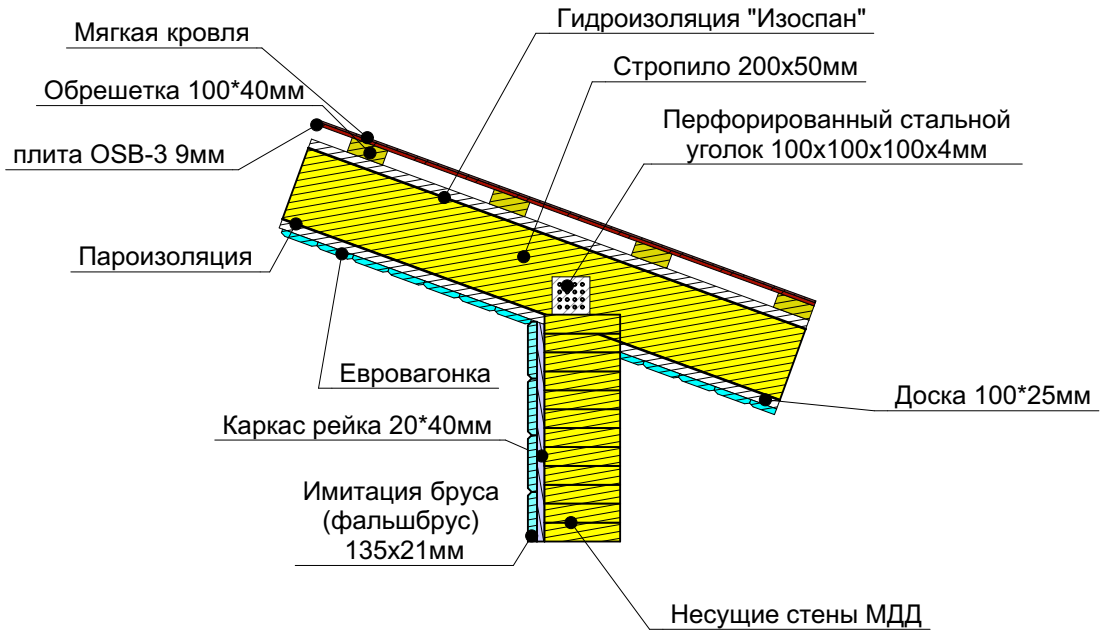 Мягкая кровля
Гидроизоляция "Изоспан"
Обрешетка 100*40мм
Стропило 200х50мм
плита OSB-3 9мм
Перфорированный стальной
уголок 100х100х100х4мм
Пароизоляция
Евровагонка
Доска 100*25мм
Каркас рейка 20*40мм
Имитация бруса
(фальшбрус)
135х21мм
Несущие стены МДД